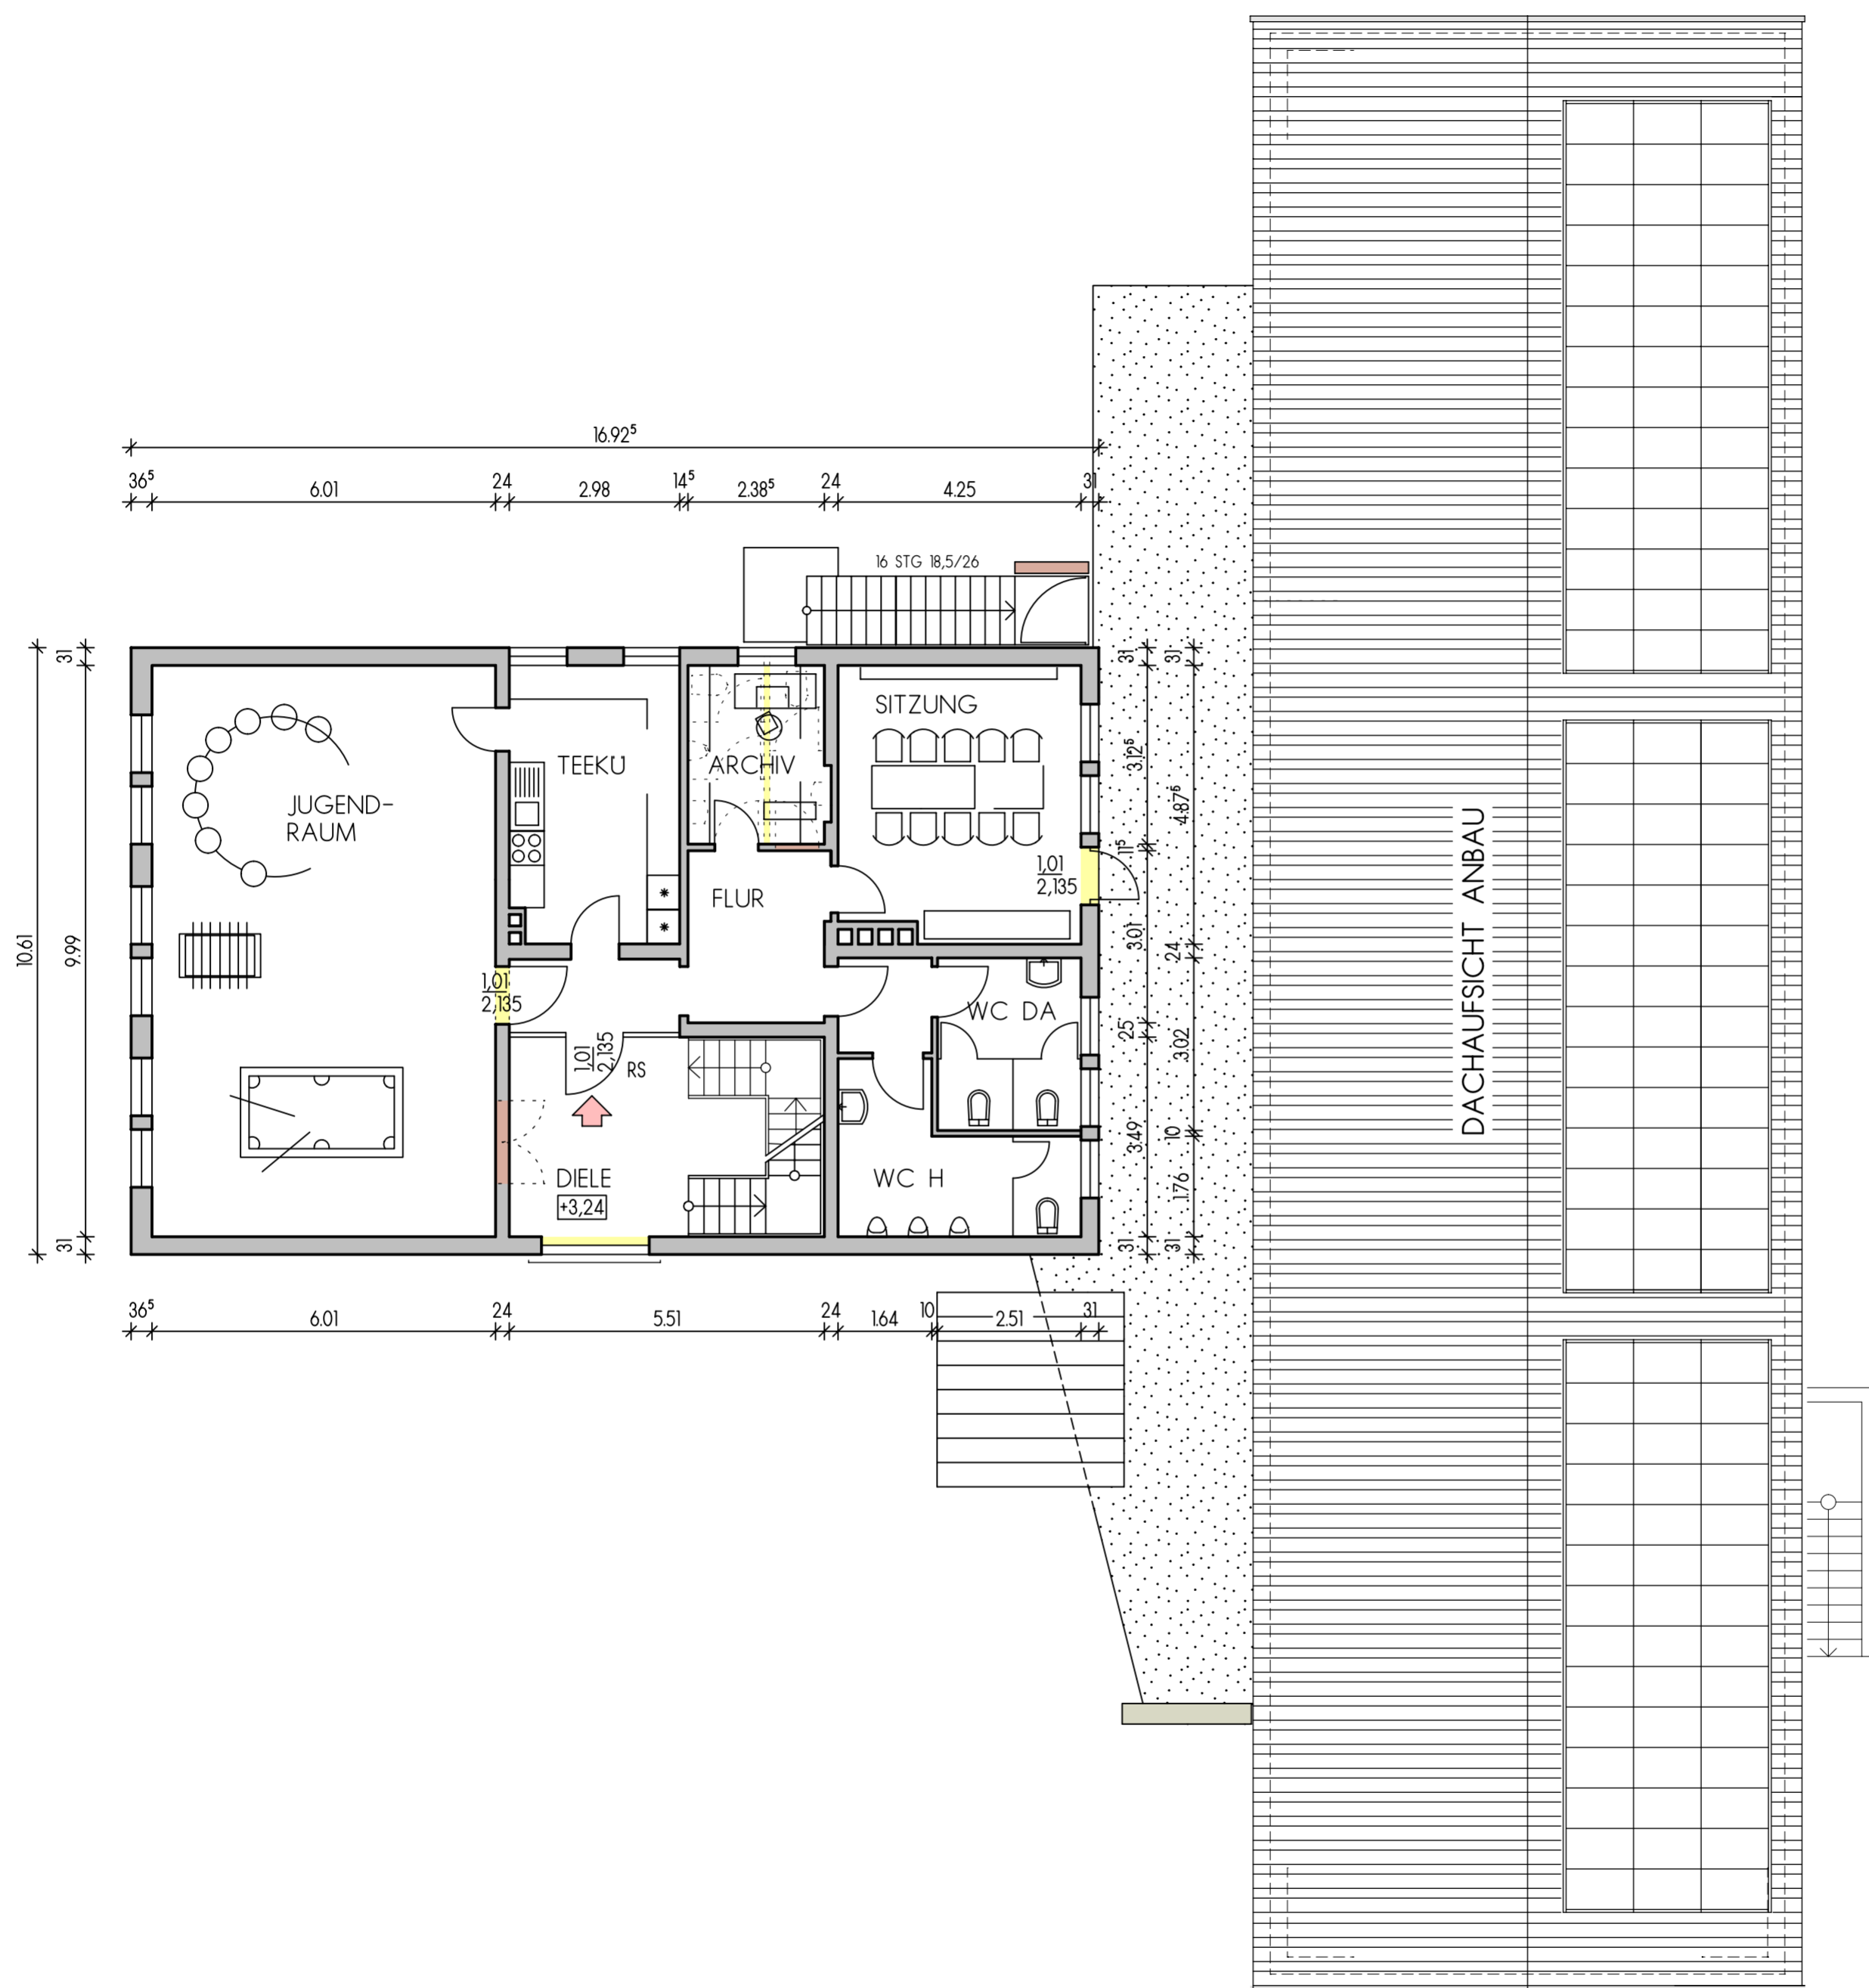 16.92⁵
36⁵ 6.01 24 2.98 14⁵ 2.38⁵ 24 4.25 31
16 STG 18,5/26
10.61
31
9.99
31
JUGEND-
RAUM
TEEKÜ
ARCHIV
SITZUNG
FLUR
1,01
2,135
1,01
2,135
1,01
2,135
RS
DIELE
+3,24
WC DA
WC H
31
3.12⁵
11⁵
3.01
25
3.49
31
31
4.87⁵
24
3.02
10
1.76
31
36⁵ 6.01 24 5.51 24 1.64 10 2.51 31
DACHAUFSICHT ANBAU